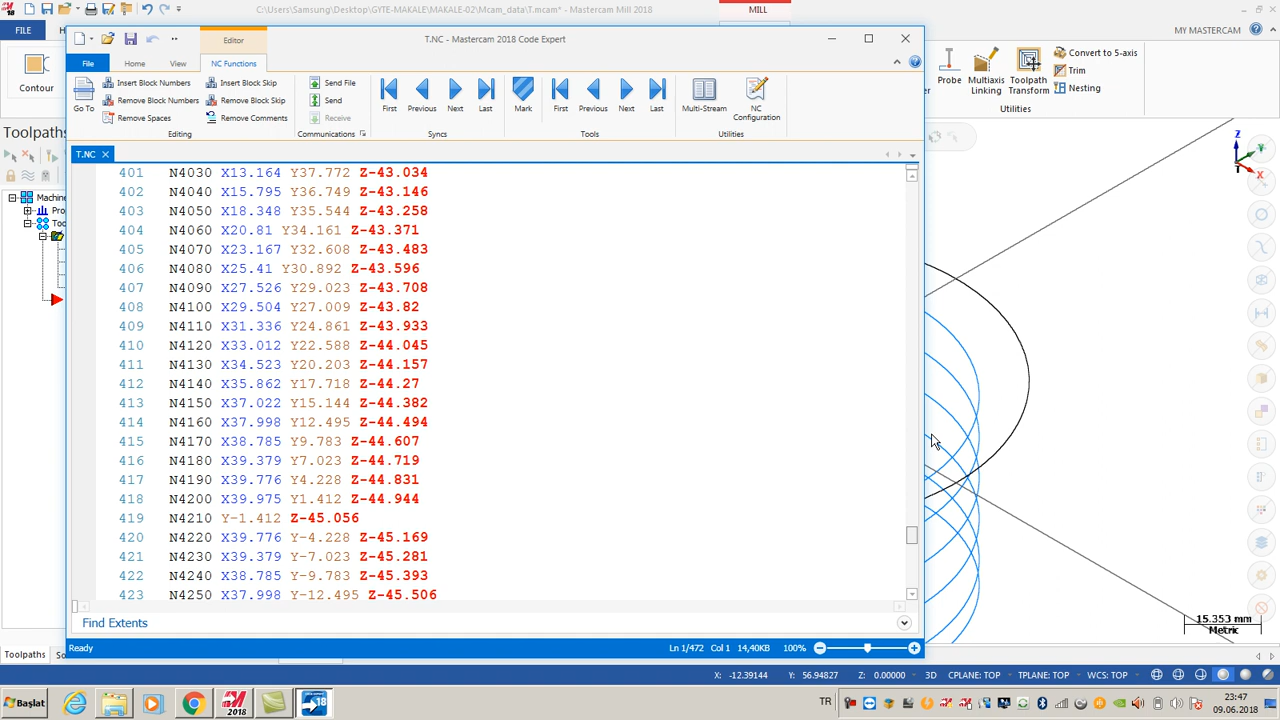 C:\Users\Samsung\Desktop\GYTE-MAKALE\MAKALE-02\Mcam_data\T.mcam* - Mastercam Mill 2018
MILL
FILE
MY MASTERCAM
T.NC - Mastercam 2018 Code Expert
Editor
File Home View NC Functions
Contour
Go To
Insert Block Numbers
Insert Block Skip
Remove Block Numbers
Remove Block Skip
Remove Spaces
Remove Comments
Editing
Send File
Send
Receive
Communications
First Previous Next Last
Syncs
Mark
First Previous Next Last
Tools
Multi-Stream
NC Configuration
Utilities
Probe
Multiaxis Linking
Toolpath Transform
Convert to 5-axis
Trim
Nesting
Utilities
Toolpaths
T.NC
401 N4030 X13.164 Y37.772 Z-43.034
402 N4040 X15.795 Y36.749 Z-43.146
403 N4050 X18.348 Y35.544 Z-43.258
404 N4060 X20.81 Y34.161 Z-43.371
405 N4070 X23.167 Y32.608 Z-43.483
406 N4080 X25.41 Y30.892 Z-43.596
407 N4090 X27.526 Y29.023 Z-43.708
408 N4100 X29.504 Y27.009 Z-43.82
409 N4110 X31.336 Y24.861 Z-43.933
410 N4120 X33.012 Y22.588 Z-44.045
411 N4130 X34.523 Y20.203 Z-44.157
412 N4140 X35.862 Y17.718 Z-44.27
413 N4150 X37.022 Y15.144 Z-44.382
414 N4160 X37.998 Y12.495 Z-44.494
415 N4170 X38.785 Y9.783 Z-44.607
416 N4180 X39.379 Y7.023 Z-44.719
417 N4190 X39.776 Y4.228 Z-44.831
418 N4200 X39.975 Y1.412 Z-44.944
419 N4210 Y-1.412 Z-45.056
420 N4220 X39.776 Y-4.228 Z-45.169
421 N4230 X39.379 Y-7.023 Z-45.281
422 N4240 X38.785 Y-9.783 Z-45.393
423 N4250 X37.998 Y-12.495 Z-45.506
Machine
Z
Y
X
T
15.353 mm
Metric
Find Extents
Ready
Ln 1/472 Col 1 14,40KB 100%
Toolpaths
X: -12.39144 Y: 56.94827 Z: 0.00000 3D CPLANE: TOP TPLANE: TOP WCS: TOP
Başlat
2018
18
TR
23:47
09.06.2018